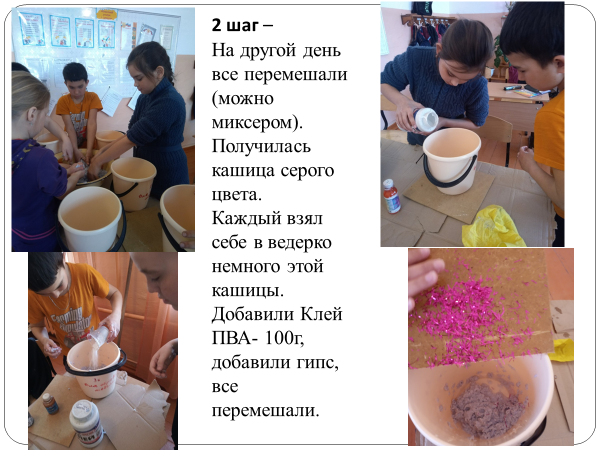 2 шаг –
На другой день
все перемешали
(можно
миксером).
Получилась
кашица серого
цвета.
Каждый взял
себе в ведерко
немного этой
кашицы.
Добавили Клей
ПВА- 100г,
добавили гипс,
все
перемешали.